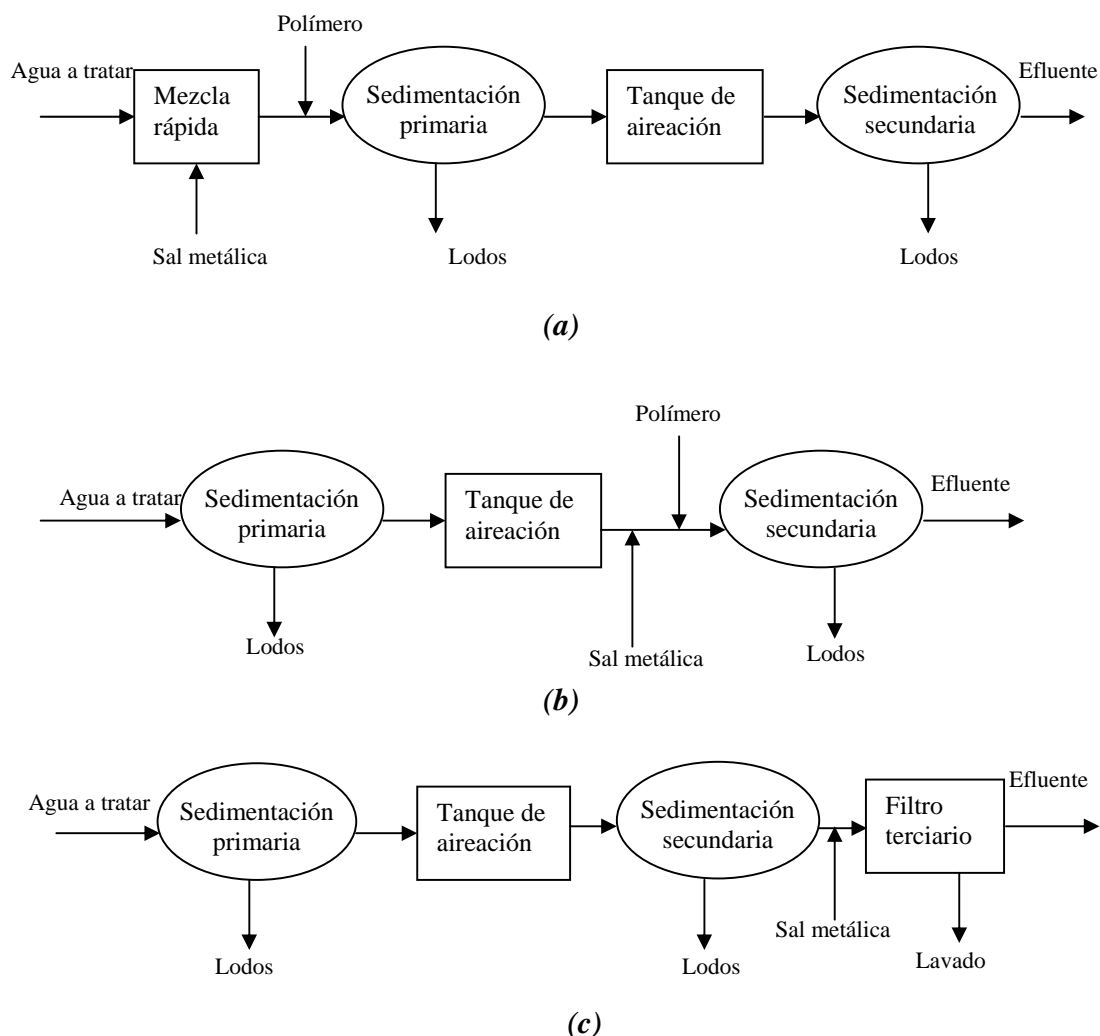 Polímero
Agua a tratar
Mezcla
rápida
Sedimentación
primaria
Tanque de
aireación
Sedimentación
secundaria
Efluente
Sal metálica
Lodos
Lodos
(a)
Polímero
Agua a tratar
Sedimentación
primaria
Tanque de
aireación
Sedimentación
secundaria
Efluente
Lodos
Sal metálica
Lodos
(b)
Agua a tratar
Sedimentación
primaria
Tanque de
aireación
Sedimentación
secundaria
Filtro
terciario
Efluente
Sal metálica
Lodos
Lodos
Lavado
(c)